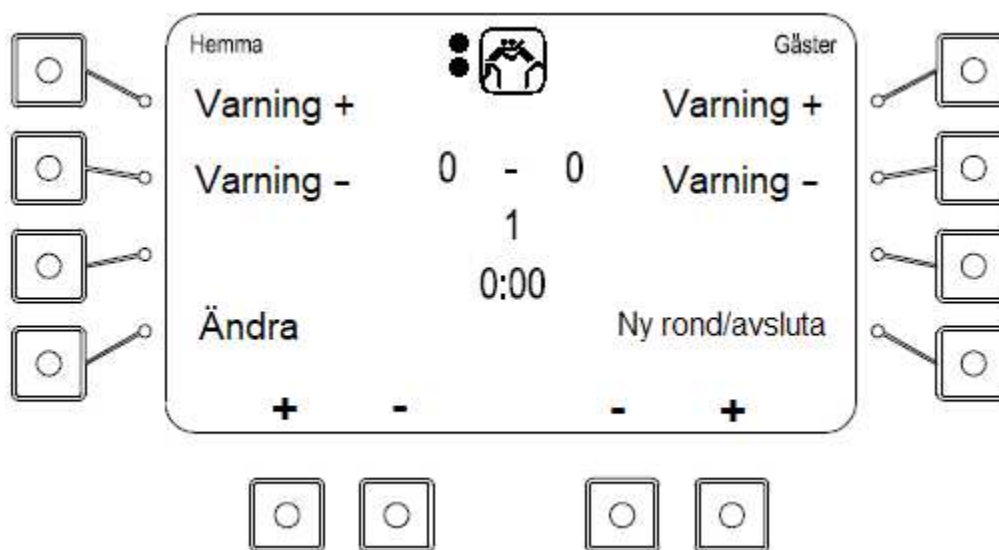 Hemma Gäster
Varning + Varning +
Varning - 0 - 0 Varning -
1
0:00
Ändra Ny rond/avsluta
+ - - +